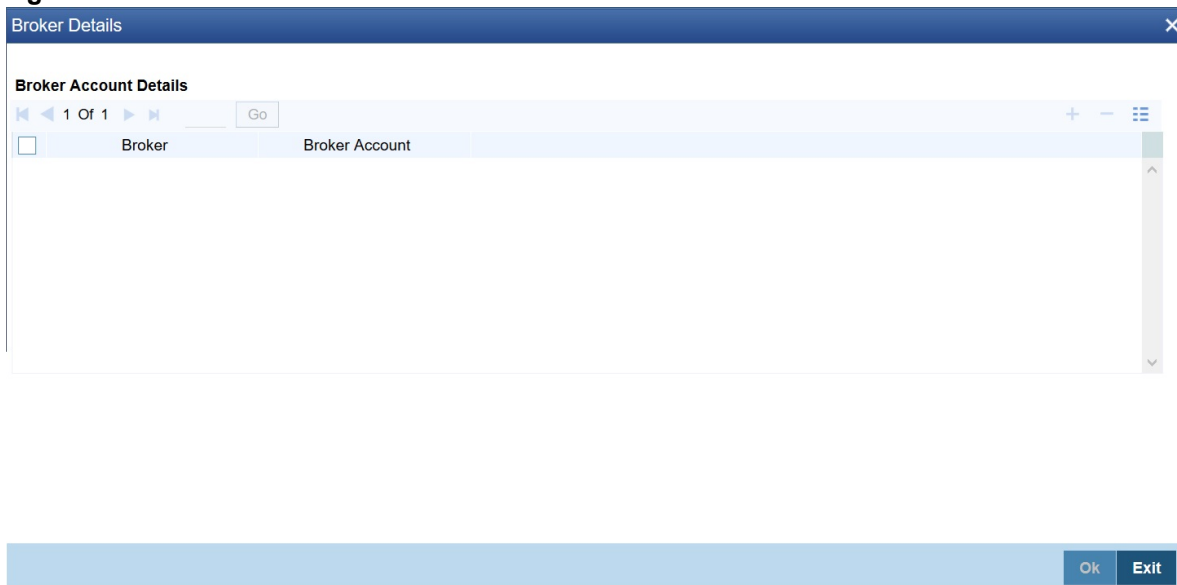 Broker Details
Broker Account Details
1 Of 1 Go
Broker Broker Account
Ok Exit